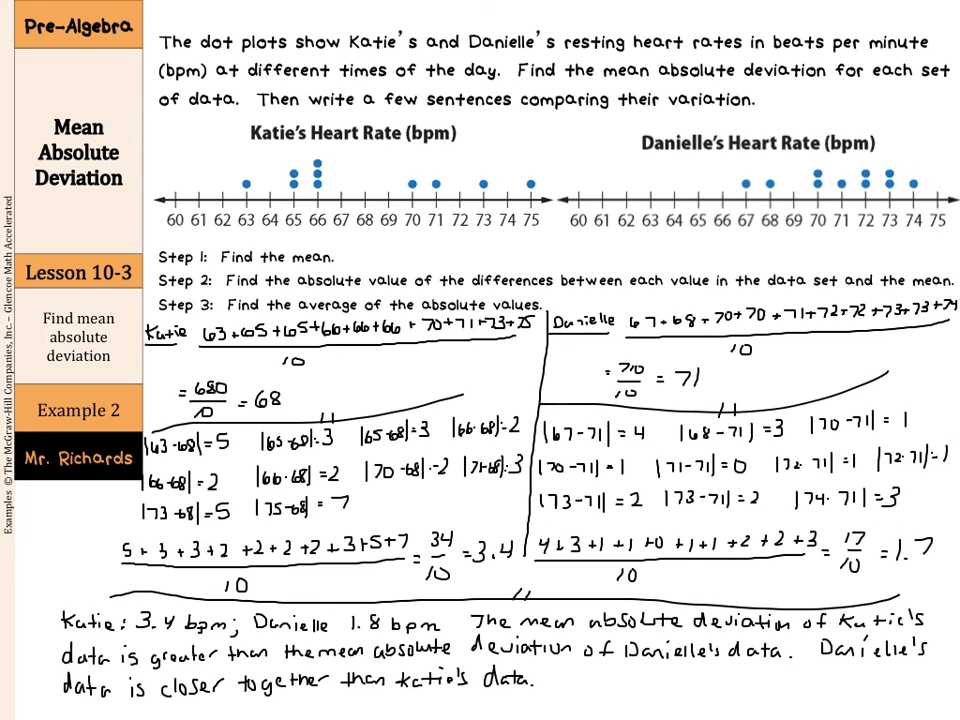 Pre-Algebra
The dot plots show Katie's and Danielle's resting heart rates in beats per minute
(bpm) at different times of the day. Find the mean absolute deviation for each set
of data. Then write a few sentences comparing their variation.
Mean
Absolute
Deviation
Katie's Heart Rate (bpm)
60 61 62 63 64 65 66 67 68 69 70 71 72 73 74 75
Danielle's Heart Rate (bpm)
60 61 62 63 64 65 66 67 68 69 70 71 72 73 74 75
Lesson 10-3
Find mean
absolute
deviation
Example 2
Mr. Richards
Examples © The McGraw-Hill Companies, Inc. – Glencoe Math Accelerated
Step 1: Find the mean.
Step 2: Find the absolute value of the differences between each value in the data set and the mean.
Step 3: Find the average of the absolute values.
Katie 63+65+65+66+66+66+70+71+73+75
10
= 680
10 = 68
|63-68|=5 |65-68|=3 |65-68|=3 |66-68|=2
|66-68|=2 |66-68|=2 |70-68|=2 |71-68|=3
|73-68|=5 |75-68|=7
5+3+3+2+2+2+2+3+5+7 = 34 = 3.4
10 10
Danielle 67+68+70+70+71+72+72+73+73+74
10
= 710
10 = 71
|67-71|=4 |68-71|=3 |70-71|=1
|70-71|=1 |71-71|=0 |72-71|=1 |72-71|=1
|173-71|=2 |173-71|=2 |174-71|=3
4+3+1+1+0+1+1+2+2+3 = 17 = 1.7
10 10
Katie: 3.4 bpm; Danielle 1.8 bpm The mean absolute deviation of Katie's
data is greater than the mean absolute deviation of Danielle's data. Danielle's
data is closer together than Katie's data.